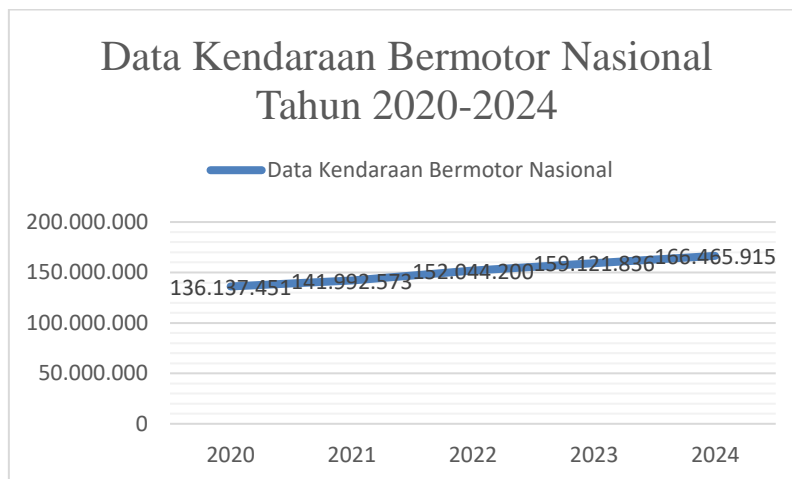 Data Kendaraan Bermotor Nasional
Tahun 2020-2024
Data Kendaraan Bermotor Nasional
200.000.000
150.000.000
100.000.000
50.000.000
0
136.137.451
141.992.573
152.044.200
159.121.836
166.465.915
2020 2021 2022 2023 2024